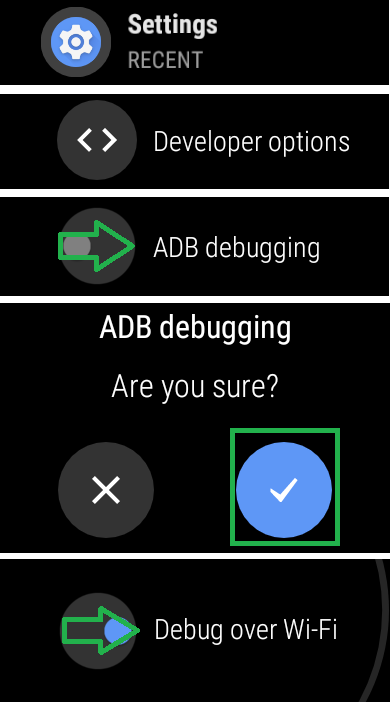 Settings
RECENT
Developer options
ADB debugging
ADB debugging
Are you sure?
Debug over Wi-Fi